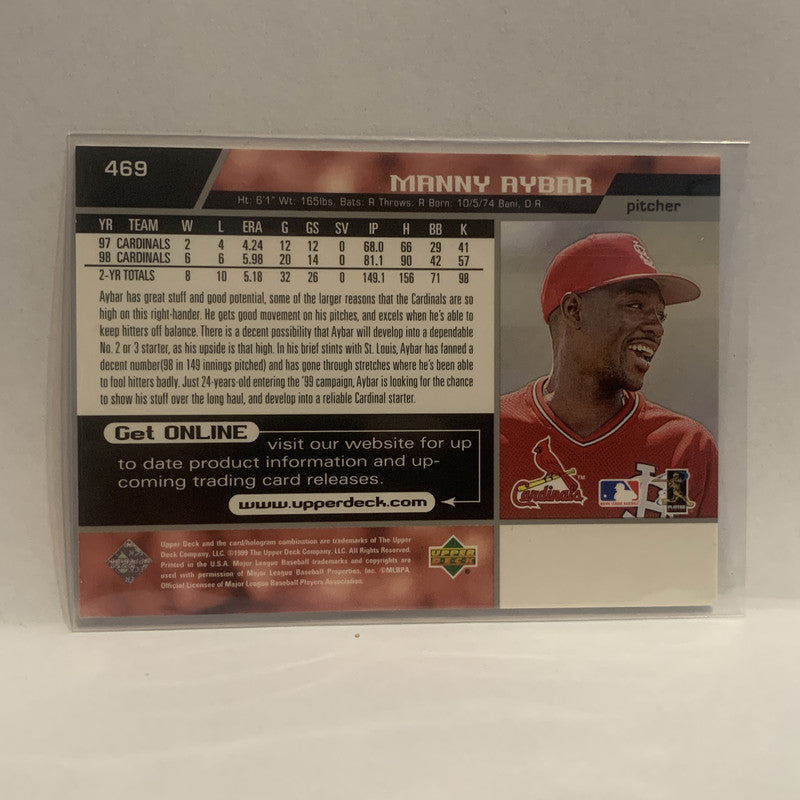 469
MANNY AYBAR
Ht: 6'1" Wt: 165lbs. Bats: R Throws: R Born: 10/5/74 Bani, D.R.
pitcher
YR TEAM W L ERA G GS SV IP H BB K
97 CARDINALS 2 4 4.24 12 12 0 68.0 66 29 41
98 CARDINALS 6 6 5.98 20 14 0 81.1 90 42 57
2-YR TOTALS 8 10 5.18 32 26 0 149.1 156 71 98
Aybar has great stuff and good potential, some of the larger reasons that the Cardinals are so
high on this right-hander. He gets good movement on his pitches, and excels when he's able to
keep hitters off balance. There is a decent possibility that Aybar will develop into a dependable
No. 2 or 3 starter, as his upside is that high. In his brief stints with St. Louis, Aybar has fanned a
decent number(98 in 149 innings pitched) and has gone through stretches where he's been able
to fool hitters badly. Just 24-years-old entering the '99 campaign, Aybar is looking for the chance
to show his stuff over the long haul, and develop into a reliable Cardinal starter.
Get ONLINE visit our website for up
to date product information and up-
coming trading card releases.
www.upperdeck.com
Cardinals™
Upper Deck and the card/hologram combination are trademarks of The Upper
Deck Company, LLC. ©1999 The Upper Deck Company, LLC. All Rights Reserved.
Printed in the U.S.A. Major League Baseball trademarks and copyrights are
used with permission of Major League Baseball Properties, Inc. ©MLBPA.
Official Licensee of Major League Baseball Players Association.
UPPER
DECK